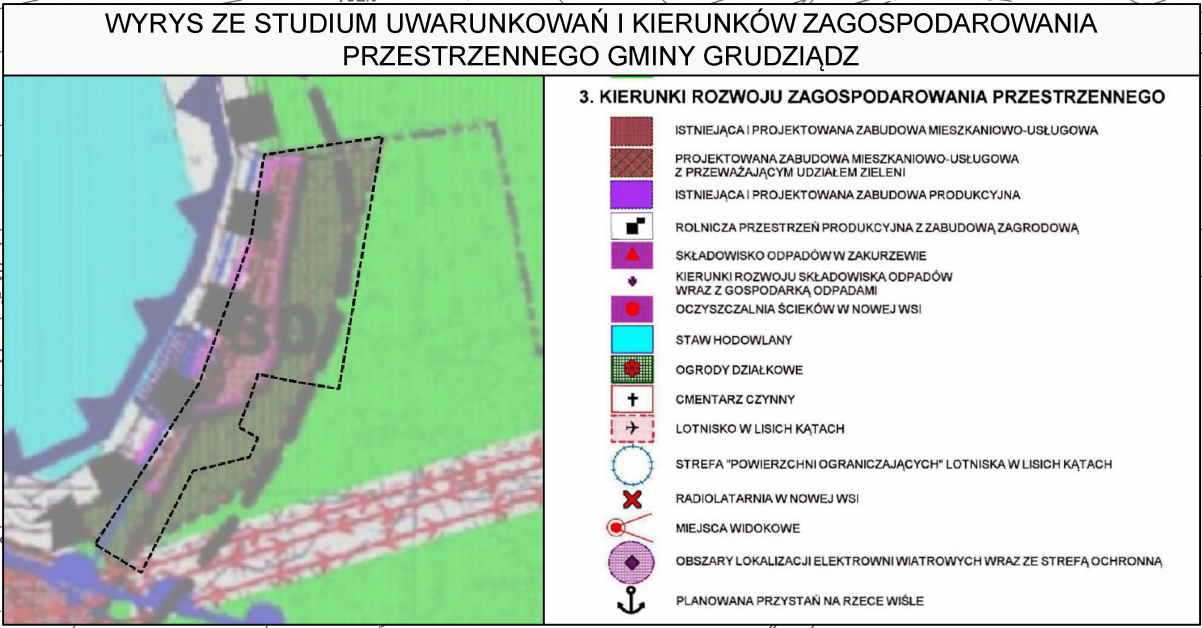 WYRYS ZE STUDIUM UWARUNKOWAŃ I KIERUNKÓW ZAGOSPODAROWANIA
PRZESTRZENNEGO GMINY GRUDZIĄDZ
3. KIERUNKI ROZWOJU ZAGOSPODAROWANIA PRZESTRZENNEGO
ISTNIEJĄCA I PROJEKTOWANA ZABUDOWA MIESZKANIOWO-USŁUGOWA
PROJEKTOWANA ZABUDOWA MIESZKANIOWO-USŁUGOWA
Z PRZEWAŻAJĄCYM UDZIAŁEM ZIELENI
ISTNIEJĄCA I PROJEKTOWANA ZABUDOWA PRODUKCYJNA
ROLNICZA PRZESTRZEŃ PRODUKCYJNA Z ZABUDOWĄ ZAGRODOWĄ
SKŁADOWISKO ODPADÓW W ZAKURZEWIE
KIERUNKI ROZWOJU SKŁADOWISKA ODPADÓW
WRAZ Z GOSPODARKĄ ODPADAMI
OCZYSZCZALNIA ŚCIEKÓW W NOWEJ WSI
STAW HODOWLANY
OGRODY DZIAŁKOWE
CMENTARZ CZYNNY
LOTNISKO W LISICH KĄTACH
STREFA "POWIERZCHNI OGRANICZAJĄCYCH" LOTNISKA W LISICH KĄTACH
RADIOLATARNIA W NOWEJ WSI
MIEJSCA WIDOKOWE
OBSZARY LOKALIZACJI ELEKTROWNI WIATROWYCH WRAZ ZE STREFĄ OCHRONNĄ
PLANOWANA PRZYSTAŃ NA RZECE WIŚLE